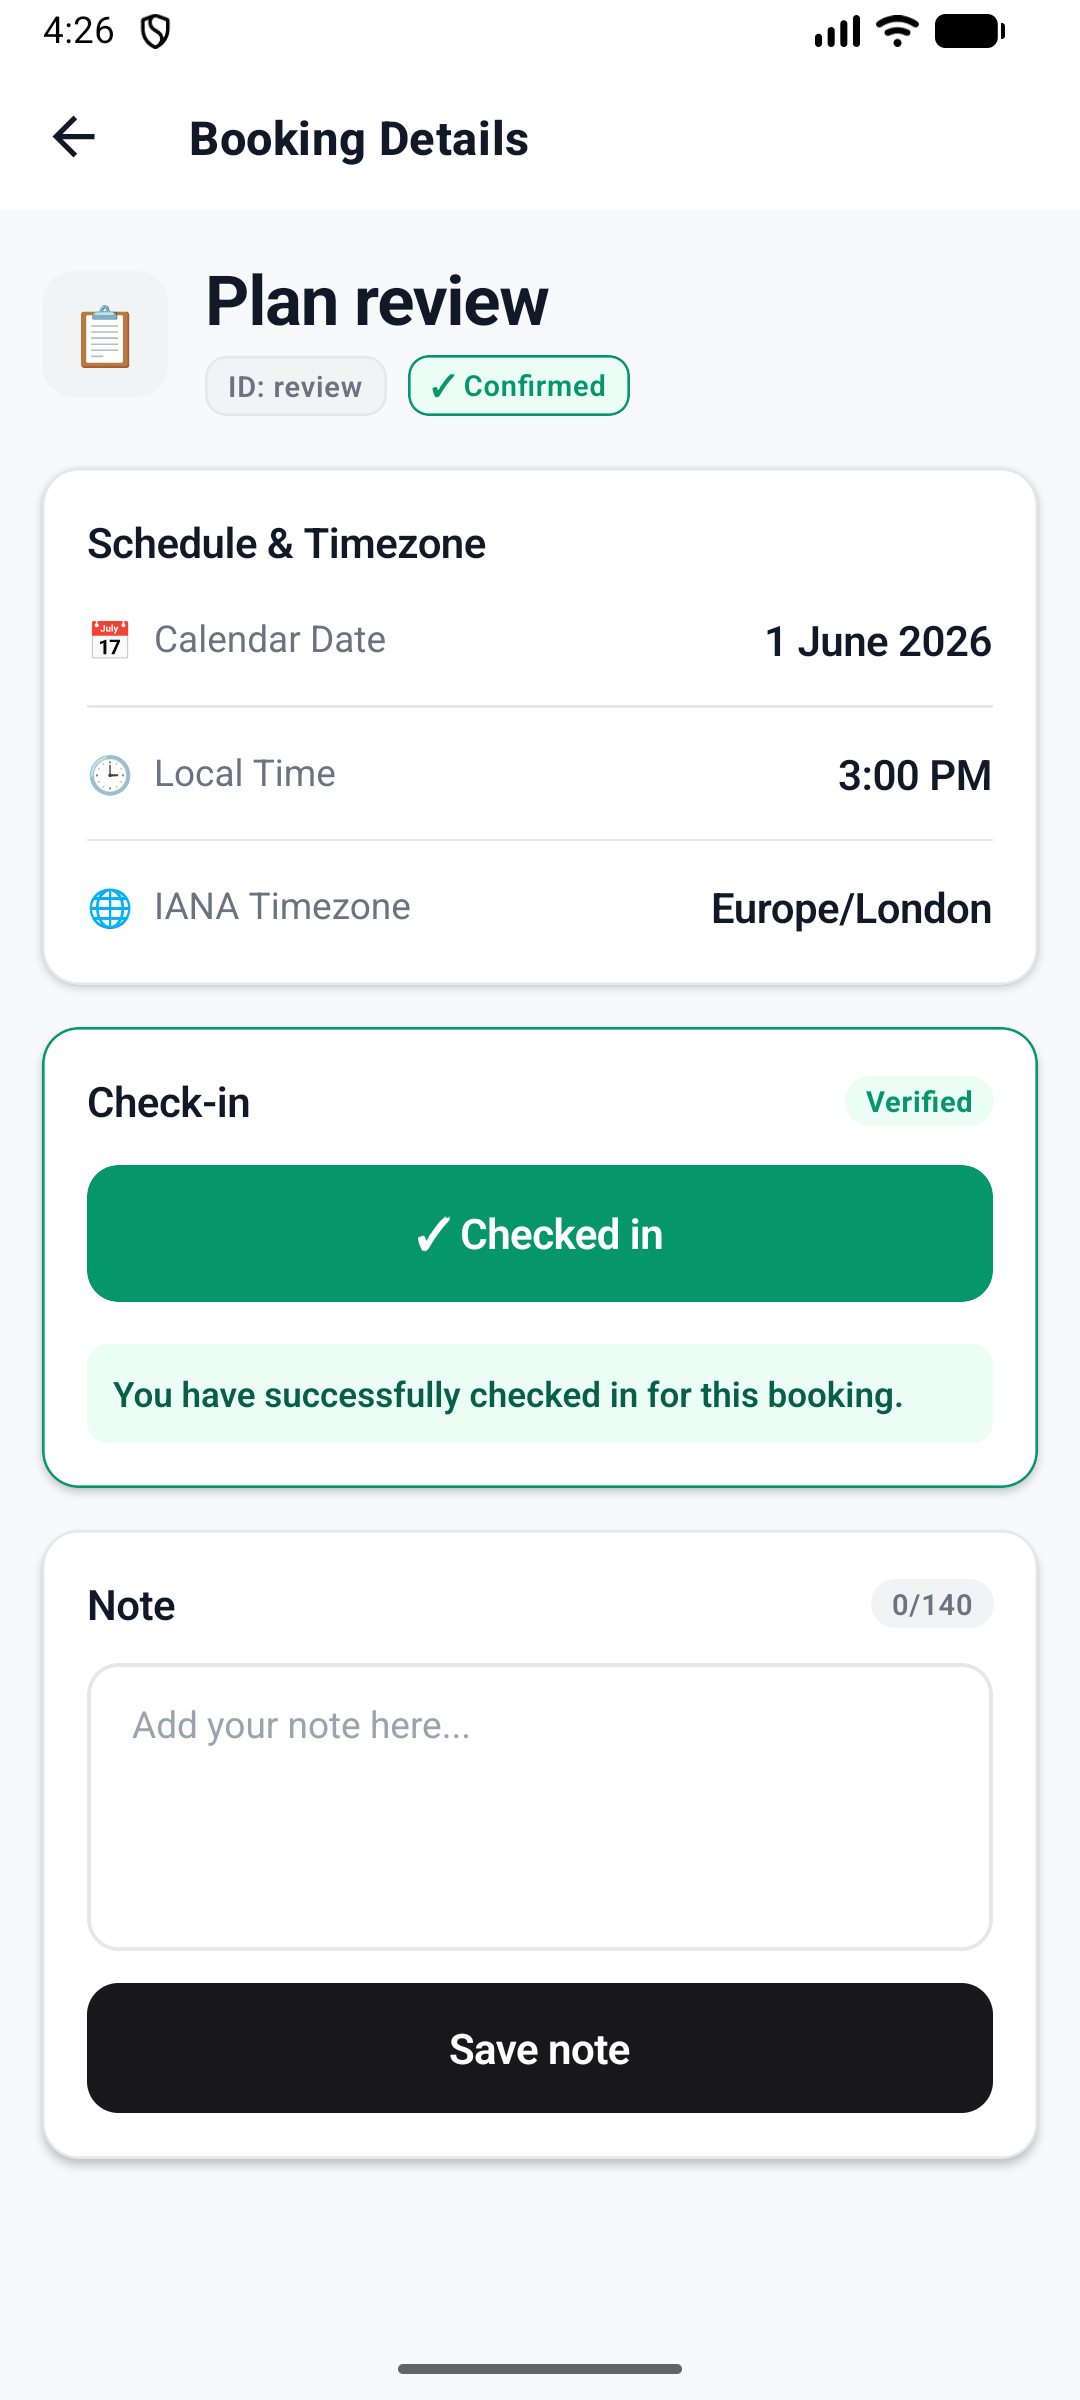 4:26
Booking Details
Plan review
ID: review
✓ Confirmed
Schedule & Timezone
Calendar Date
1 June 2026
Local Time
3:00 PM
IANA Timezone
Europe/London
Check-in
Verified
✓ Checked in
You have successfully checked in for this booking.
Note
0/140
Add your note here...
Save note